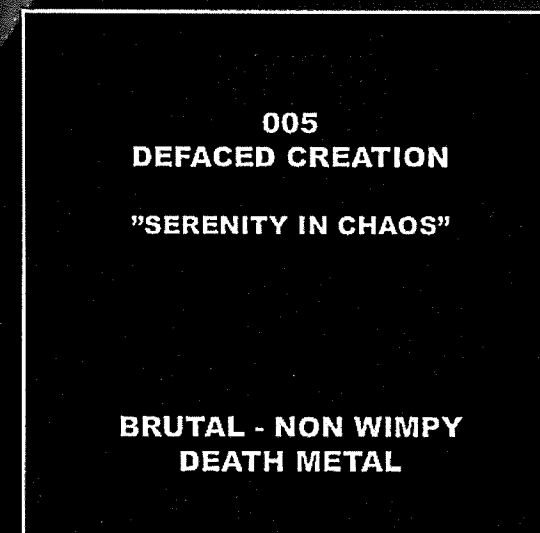 005
DEFACED CREATION
”SERENITY IN CHAOS”
BRUTAL - NON WIMPY
DEATH METAL